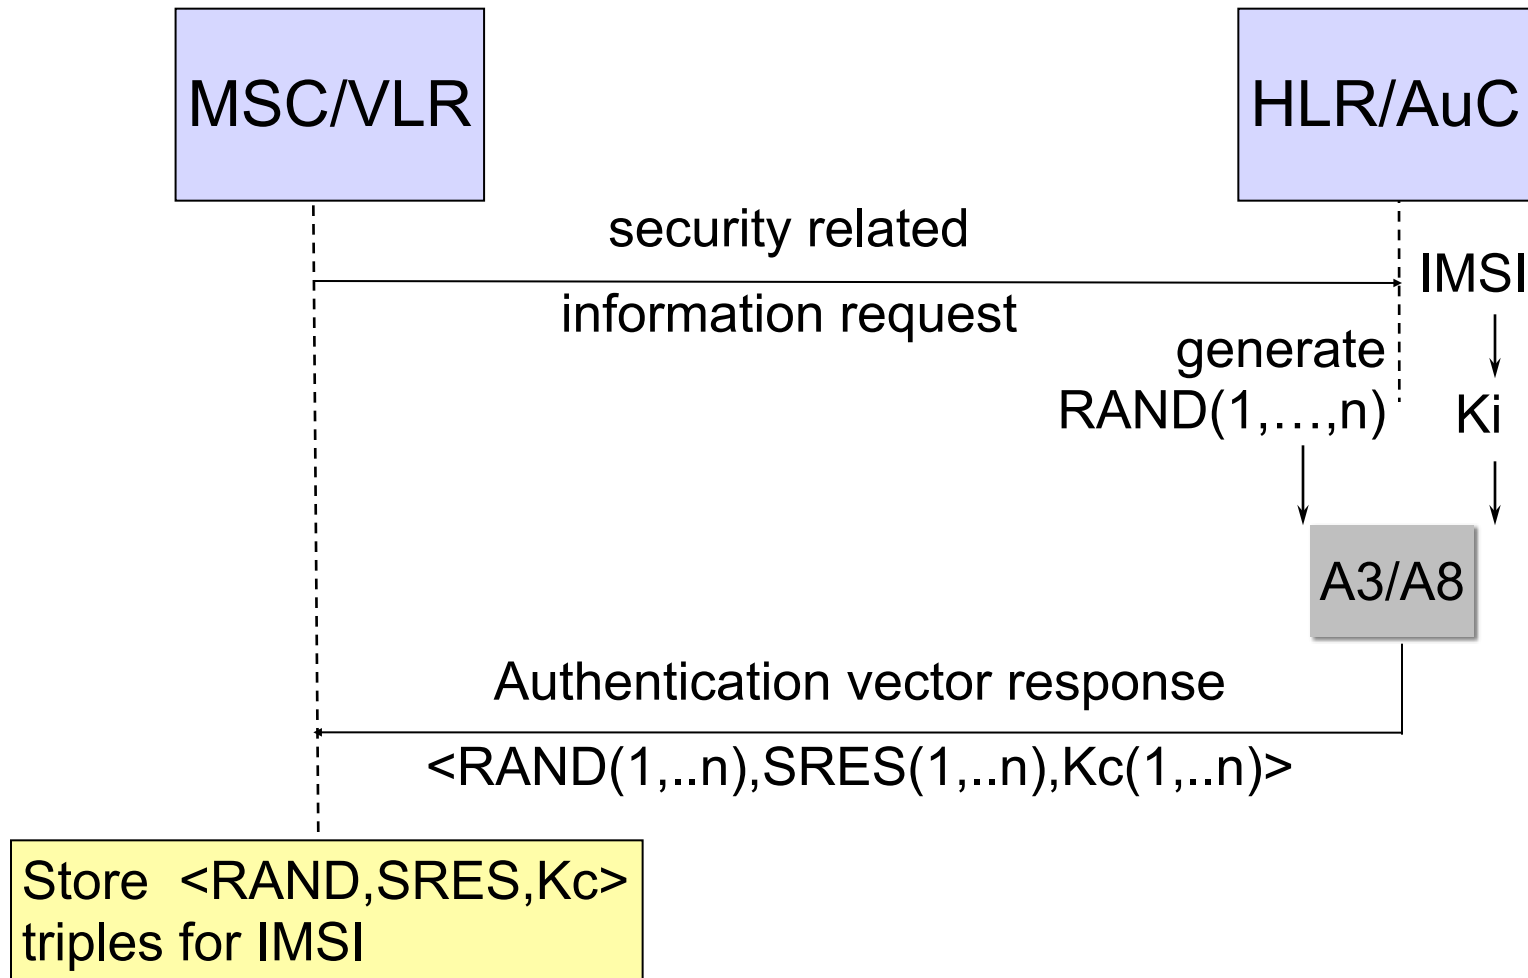 MSC/VLR
HLR/AuC
security related
information request
IMSI
generate
RAND(1,…,n)
Ki
A3/A8
Authentication vector response
<RAND(1,..n),SRES(1,..n),Kc(1,..n)>
Store <RAND,SRES,Kc>
triples for IMSI